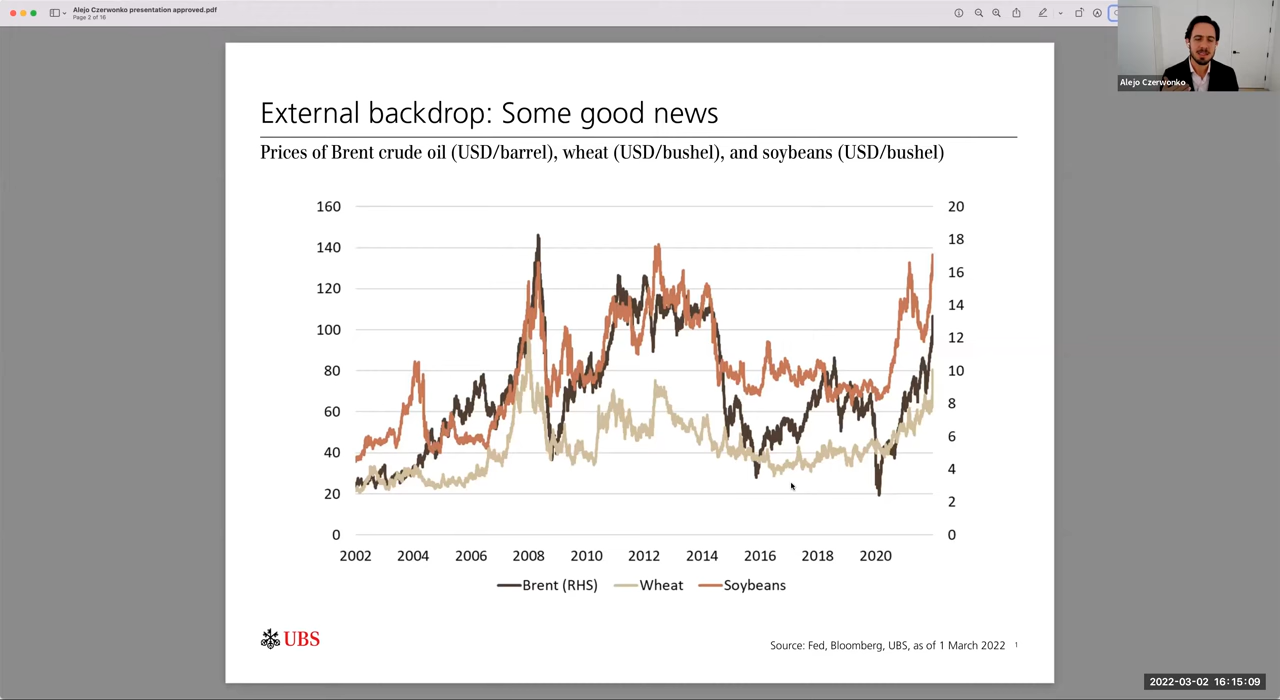 Alejo Czerwonko presentation approved.pdf
Page 2 of 16
Alejo Czerwonko
External backdrop: Some good news
Prices of Brent crude oil (USD/barrel), wheat (USD/bushel), and soybeans (USD/bushel)
160
140
120
100
80
60
40
20
0
20
18
16
14
12
10
8
6
4
2
0
2002 2004 2006 2008 2010 2012 2014 2016 2018 2020
Brent (RHS) Wheat Soybeans
UBS
Source: Fed, Bloomberg, UBS, as of 1 March 2022 1
2022-03-02 16:15:09